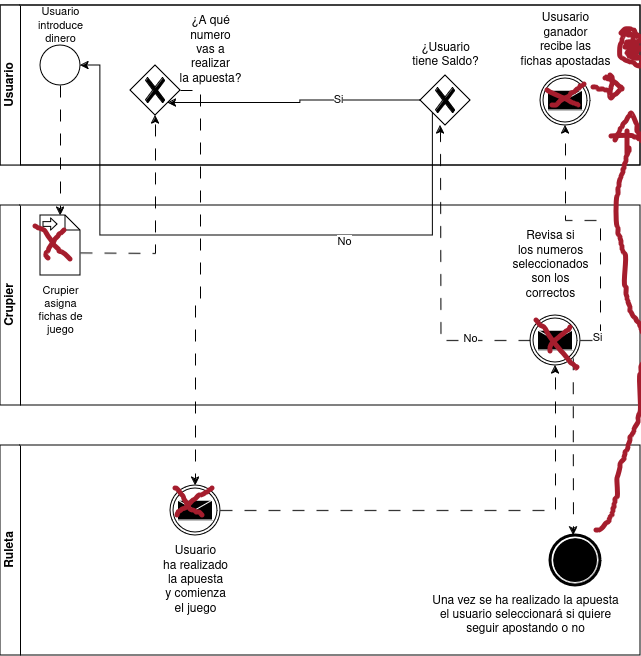 Usuario
Usuario
introduce
dinero
¿A qué
numero
vas a
realizar
la apuesta?
¿Usuario
tiene Saldo?
Ususario
ganador
recibe las
fichas apostadas
Si
No
Crupier
Crupier
asigna
fichas de
juego
Revisa si
los numeros
seleccionados
son los
correctos
No
Si
Ruleta
Usuario
ha realizado
la apuesta
y comienza
el juego
Una vez se ha realizado la apuesta
el usuario seleccionará si quiere
seguir apostando o no